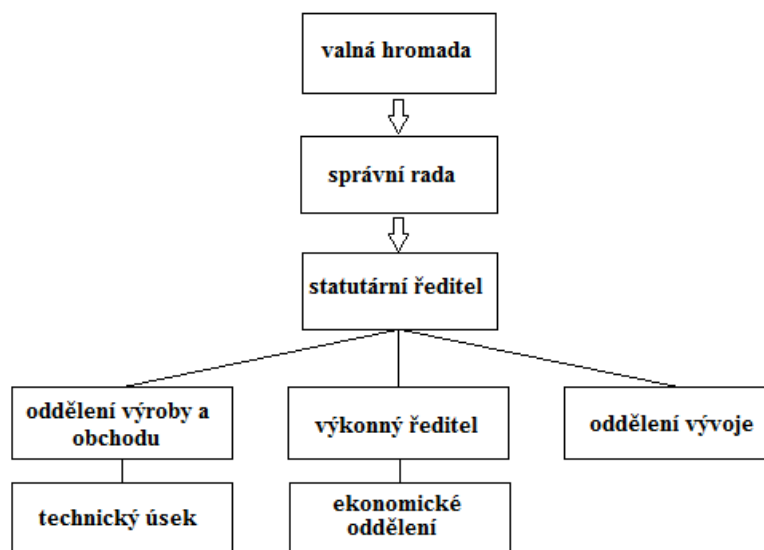 valná hromada
správní rada
statutární ředitel
oddělení výroby a
obchodu
výkonný ředitel
oddělení vývoje
technický úsek
ekonomické
oddělení